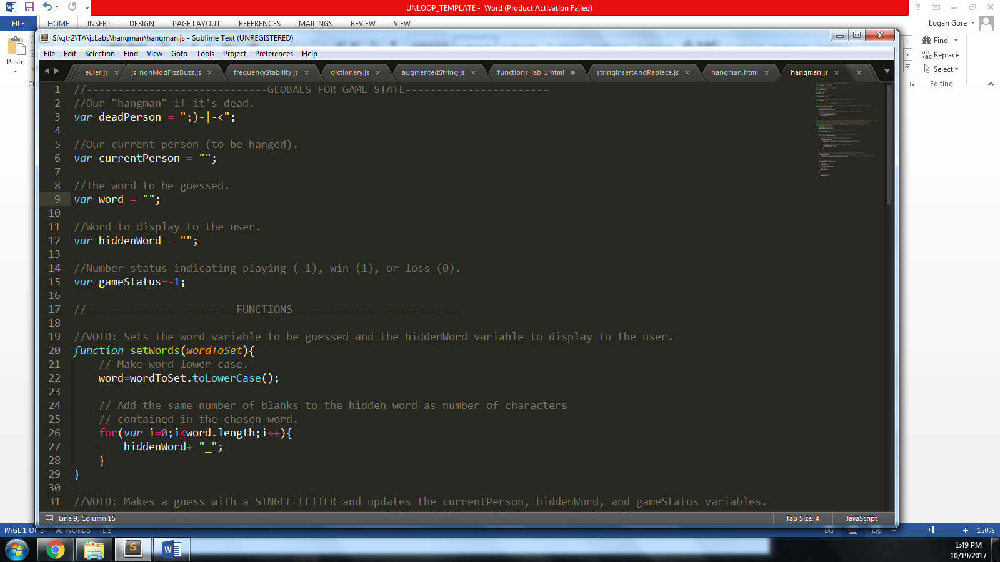 UNLOOP_TEMPLATE - Word (Product Activation Failed)
FILE HOME INSERT DESIGN PAGE LAYOUT REFERENCES MAILINGS REVIEW VIEW
Logan Gore
Paste
Find
Replace
Select
Editing
S:\qtr2\TA\jsLabs\hangman\hangman.js - Sublime Text (UNREGISTERED)
File Edit Selection Find View Goto Tools Project Preferences Help
euler.js js_nonModFizzBuzz.js frequencyStability.js dictionary.js augmentedString.js functions_lab_1.html stringInsertAndReplace.js hangman.html hangman.js
1 //-----------------------------GLOBALS FOR GAME STATE-----------------------
2 //Our "hangman" if it's dead.
3 var deadPerson = ";)-|-<";
4
5 //Our current person (to be hanged).
6 var currentPerson = "";
7
8 //The word to be guessed.
9 var word = "";
10
11 //Word to display to the user.
12 var hiddenWord = "";
13
14 //Number status indicating playing (-1), win (1), or loss (0).
15 var gameStatus=-1;
16
17 //------------------------FUNCTIONS---------------------------
18
19 //VOID: Sets the word variable to be guessed and the hiddenWord variable to display to the user.
20 function setWords(wordToSet){
21 // Make word lower case.
22 word=wordToSet.toLowerCase();
23
24 // Add the same number of blanks to the hidden word as number of characters
25 // contained in the chosen word.
26 for(var i=0;i<word.length;i++){
27 hiddenWord+="_";
28 }
29 }
30
31 //VOID: Makes a guess with a SINGLE LETTER and updates the currentPerson, hiddenWord, and gameStatus variables.
Line 9, Column 15 Tab Size: 4 JavaScript
PAGE 1 OF 2 90 WORDS 150%
1:49 PM
10/19/2017